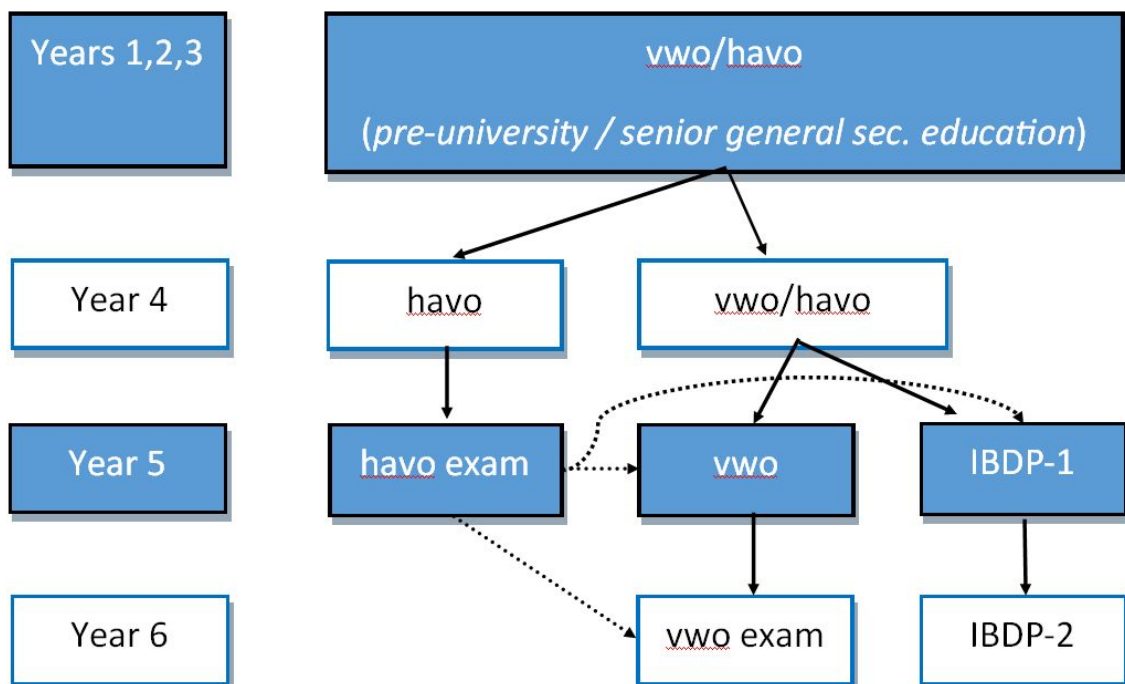 Years 1,2,3
vwo/havo
(pre-university / senior general sec. education)
Year 4
havo
vwo/havo
Year 5
havo exam
vwo
IBDP-1
Year 6
vwo exam
IBDP-2